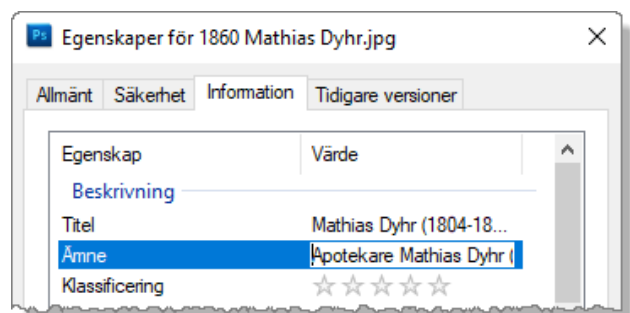 Ps Egenskaper för 1860 Mathias Dyhr.jpg
Allmänt Säkerhet Information Tidigare versioner
Egenskap Värde
Beskrivning
Titel Mathias Dyhr (1804-18...
Ämne Apotekare Mathias Dyhr (
Klassificering